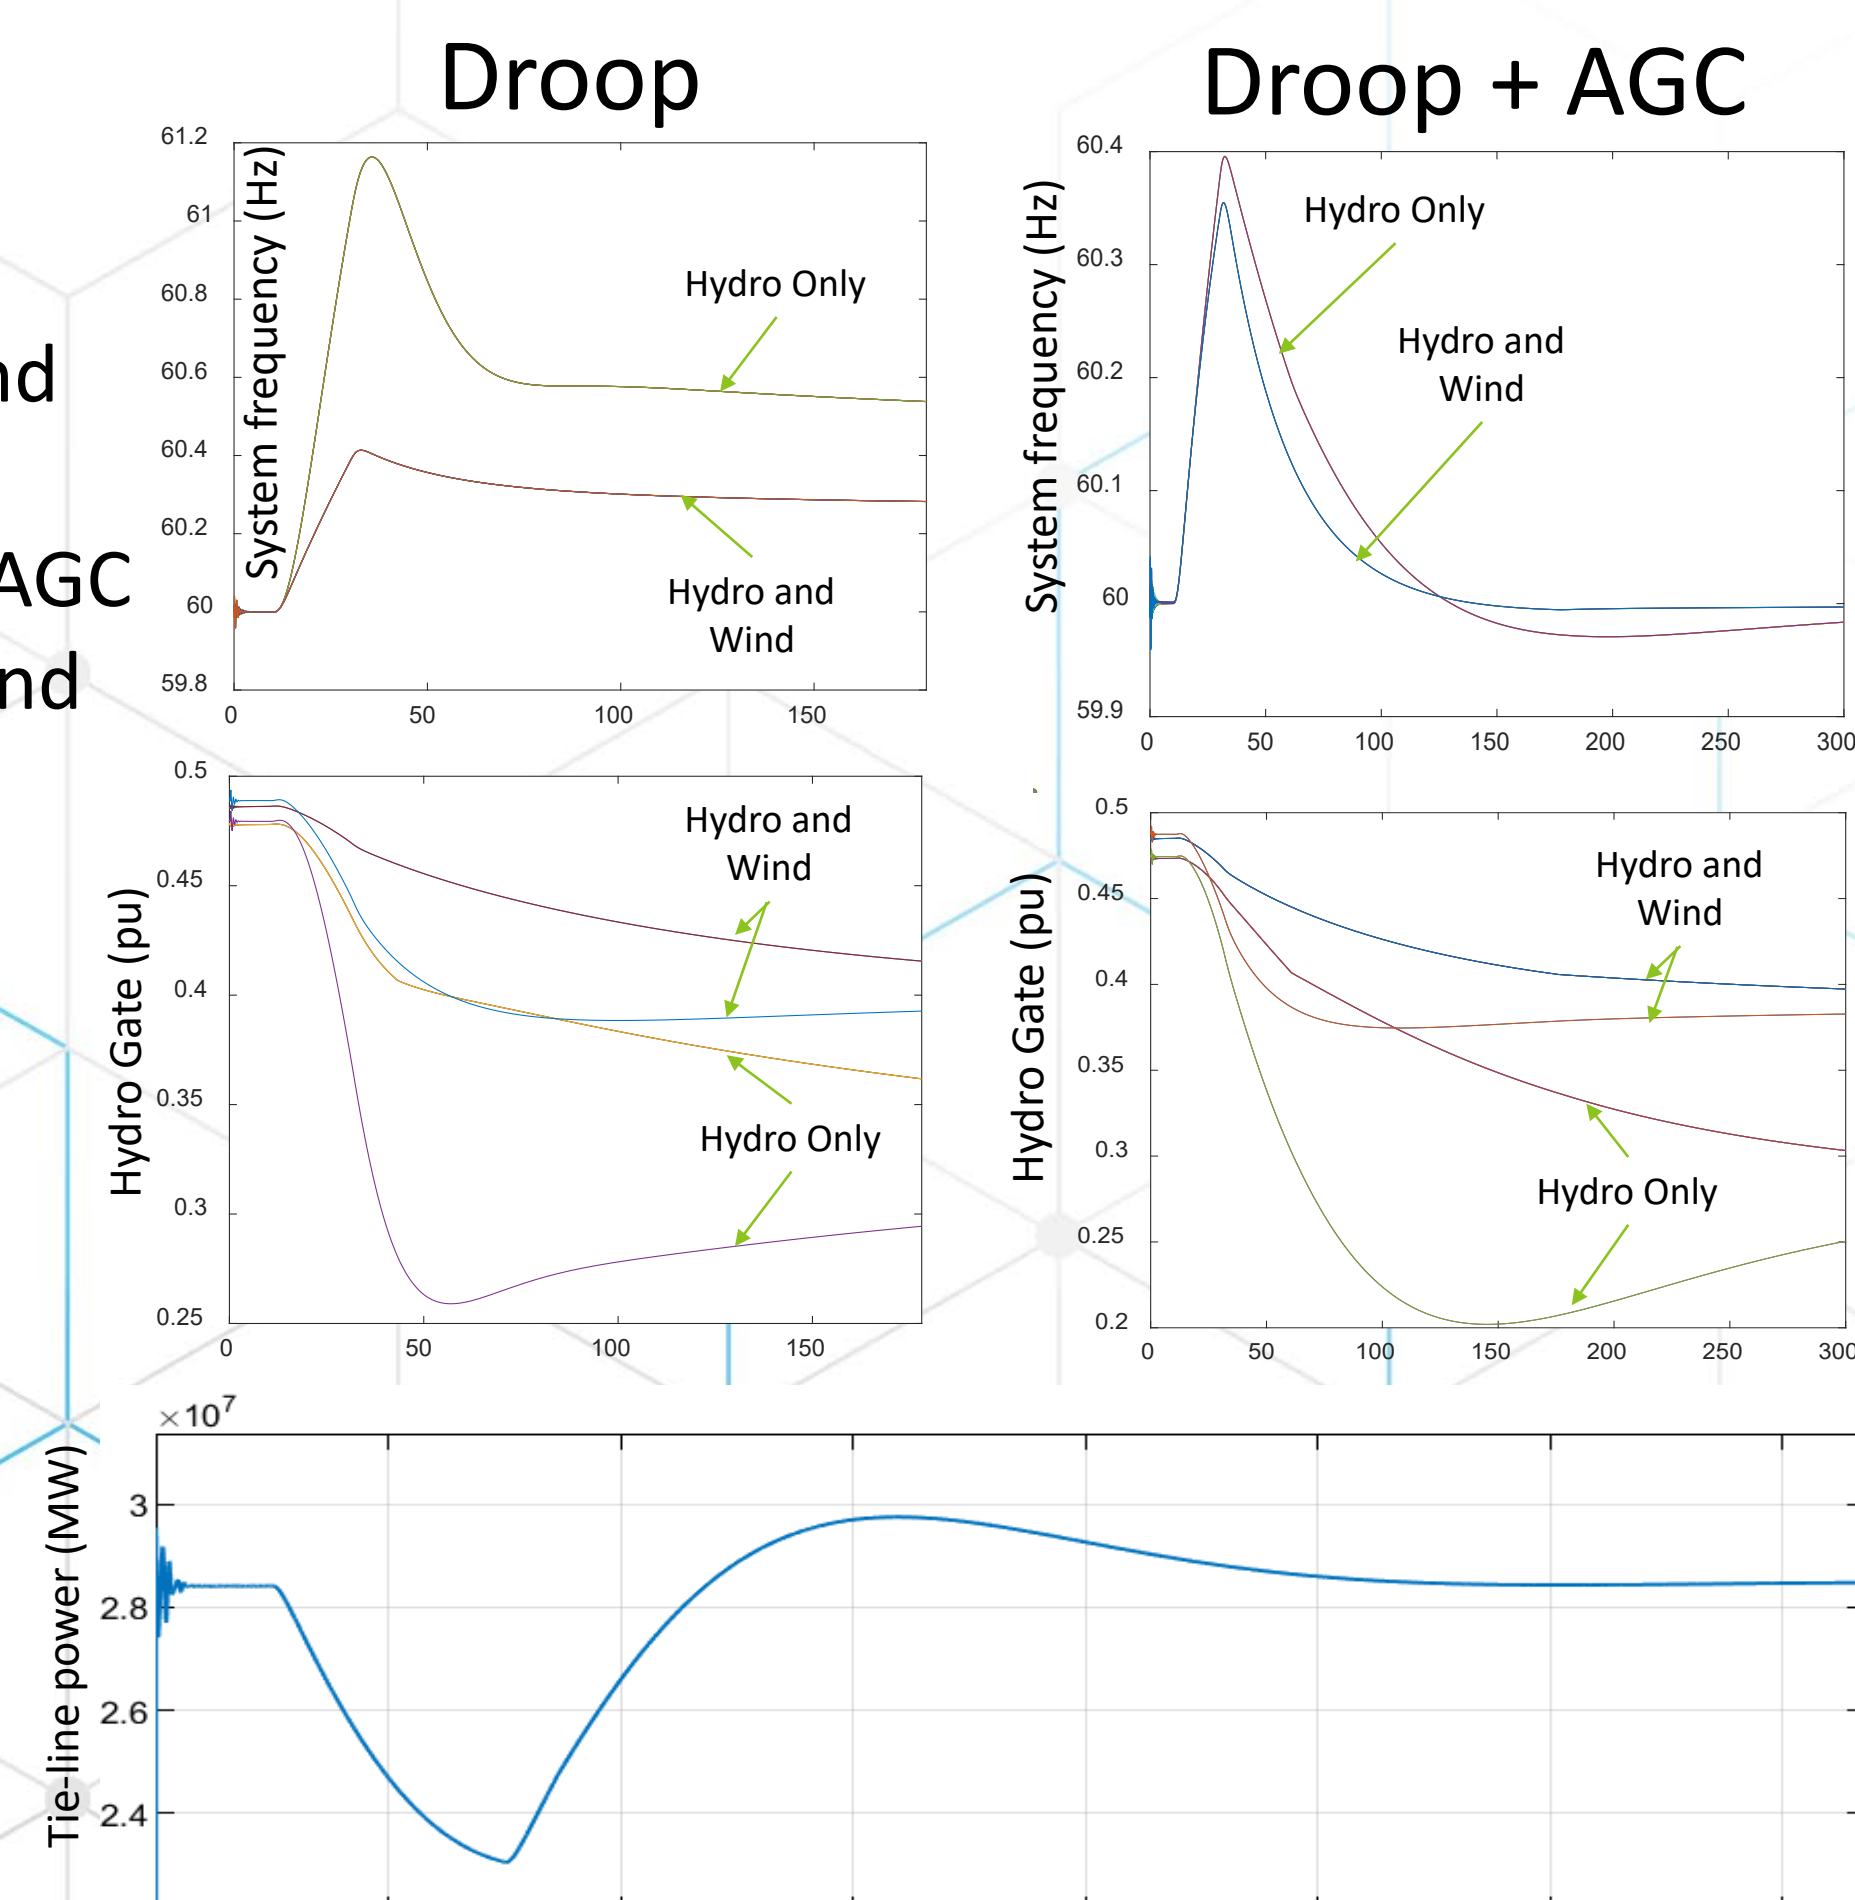 Droop
Droop + AGC
nd
AGC
nd
System frequency (Hz)
61.2
61
60.8
60.6
60.4
60.2
60
59.8
0
50
100
150
Hydro Only
Hydro and
Wind
System frequency (Hz)
60.4
60.3
60.2
60.1
60
59.9
0
50
100
150
200
250
300
Hydro Only
Hydro and
Wind
Hydro Gate (pu)
0.5
0.45
0.4
0.35
0.3
0.25
0
50
100
150
Hydro and
Wind
Hydro Only
Hydro Gate (pu)
0.5
0.45
0.4
0.35
0.3
0.25
0.2
0
50
100
150
200
250
300
Hydro and
Wind
Hydro Only
Tie-line power (MW)
×10⁷
3
2.8
2.6
2.4